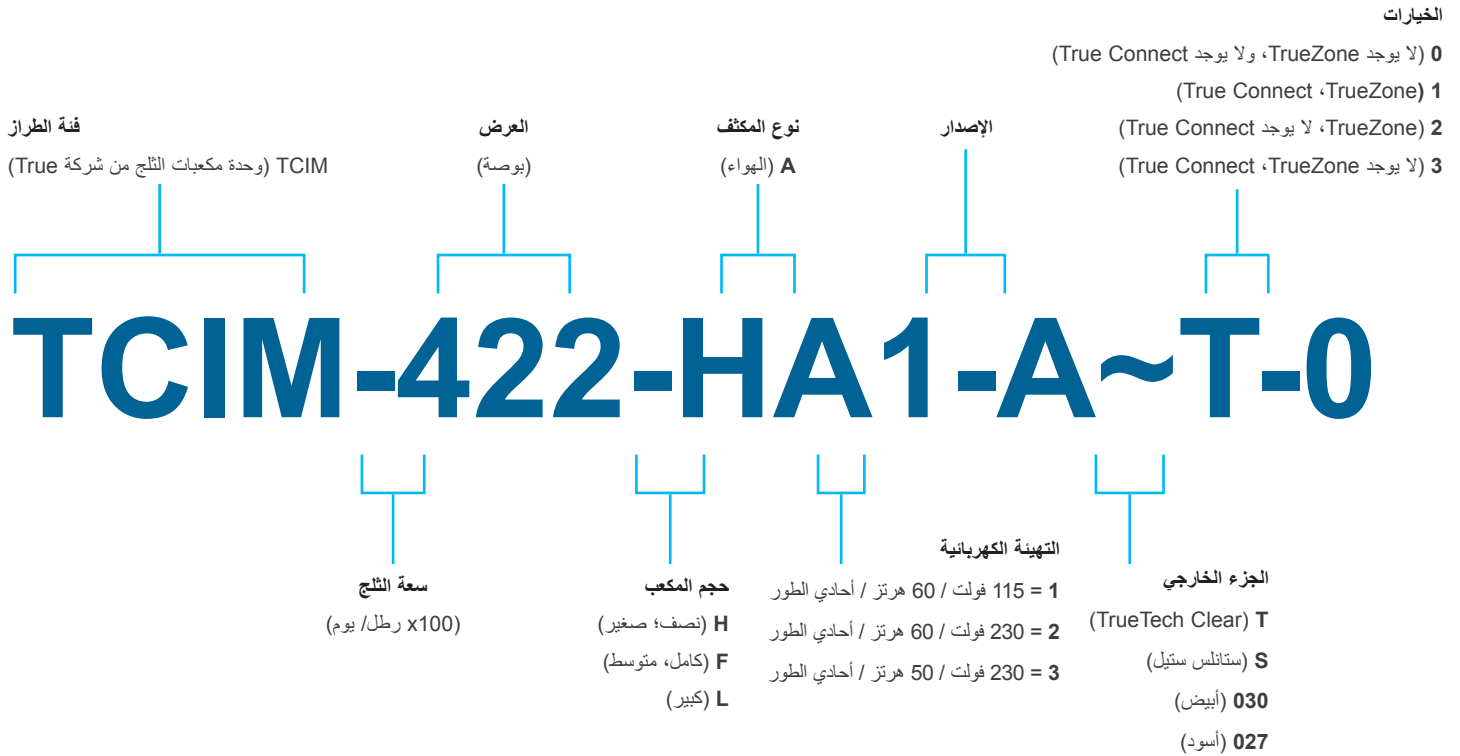 الخيارات
0 (لا يوجد TrueZone، ولا يوجد True Connect)
1 (True Connect ،TrueZone)
2 (TrueZone، لا يوجد True Connect)
3 (لا يوجد True Connect ،TrueZone)
فئة الطراز
TCIM (وحدة مكعبات الثلج من شركة True)
العرض
(بوصة)
نوع المكثف
A (الهواء)
الإصدار
TCIM-422-HA1-A~T-0
سعة الثلج
(x100 رطل/ يوم)
حجم المكعب
H (نصف؛ صغير)
F (كامل، متوسط)
L (كبير)
التهيئة الكهربائية
1 = 115 فولت / 60 هرتز / أحادي الطور
2 = 230 فولت / 60 هرتز / أحادي الطور
3 = 230 فولت / 50 هرتز / أحادي الطور
الجزء الخارجي
T (TrueTech Clear)
S (ستانلس ستيل)
030 (أبيض)
027 (أسود)